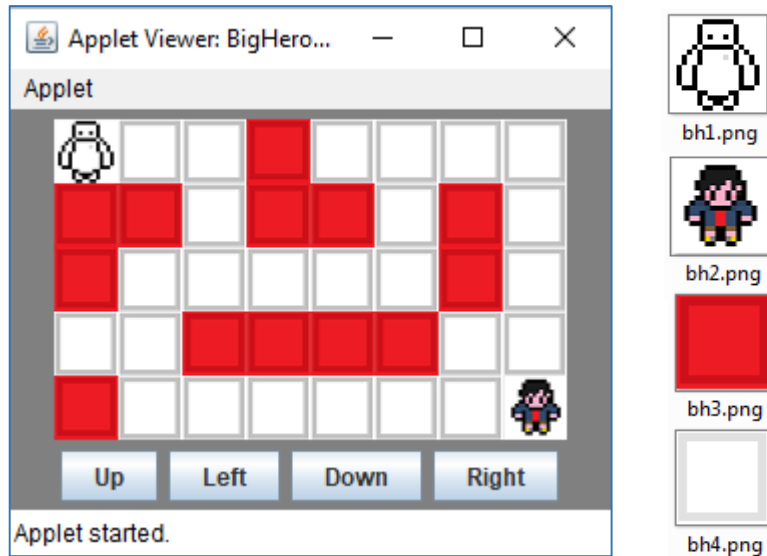 Applet Viewer: BigHero...
Applet
Up Left Down Right
Applet started.
bh1.png
bh2.png
bh3.png
bh4.png